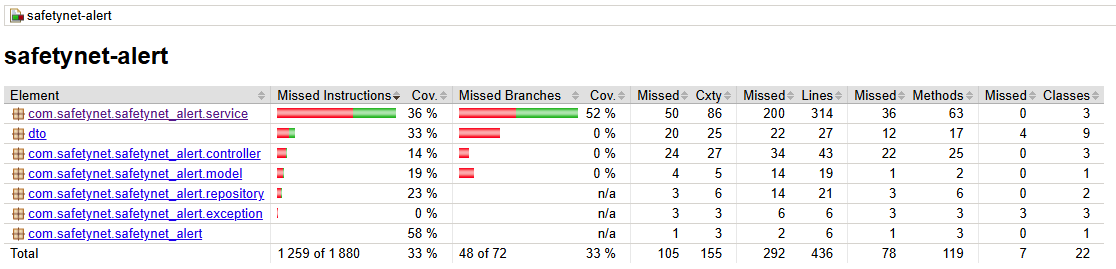 safetynet-alert
safetynet-alert
Element Missed Instructions Cov. Missed Branches Cov. Missed Cxty Missed Lines Missed Methods Missed Classes
com.safetynet.safetynet_alert.service 36 % 52 % 50 86 200 314 36 63 0 3
dto 33 % 0 % 20 25 22 27 12 17 4 9
com.safetynet.safetynet_alert.controller 14 % 0 % 24 27 34 43 22 25 0 3
com.safetynet.safetynet_alert.model 19 % 0 % 4 5 14 19 1 2 0 1
com.safetynet.safetynet_alert.repository 23 % n/a 3 6 14 21 3 6 0 2
com.safetynet.safetynet_alert.exception 0 % n/a 3 3 6 6 3 3 3 3
com.safetynet.safetynet_alert 58 % n/a 1 3 2 6 1 3 0 1
Total 1 259 of 1 880 33 % 48 of 72 33 % 105 155 292 436 78 119 7 22